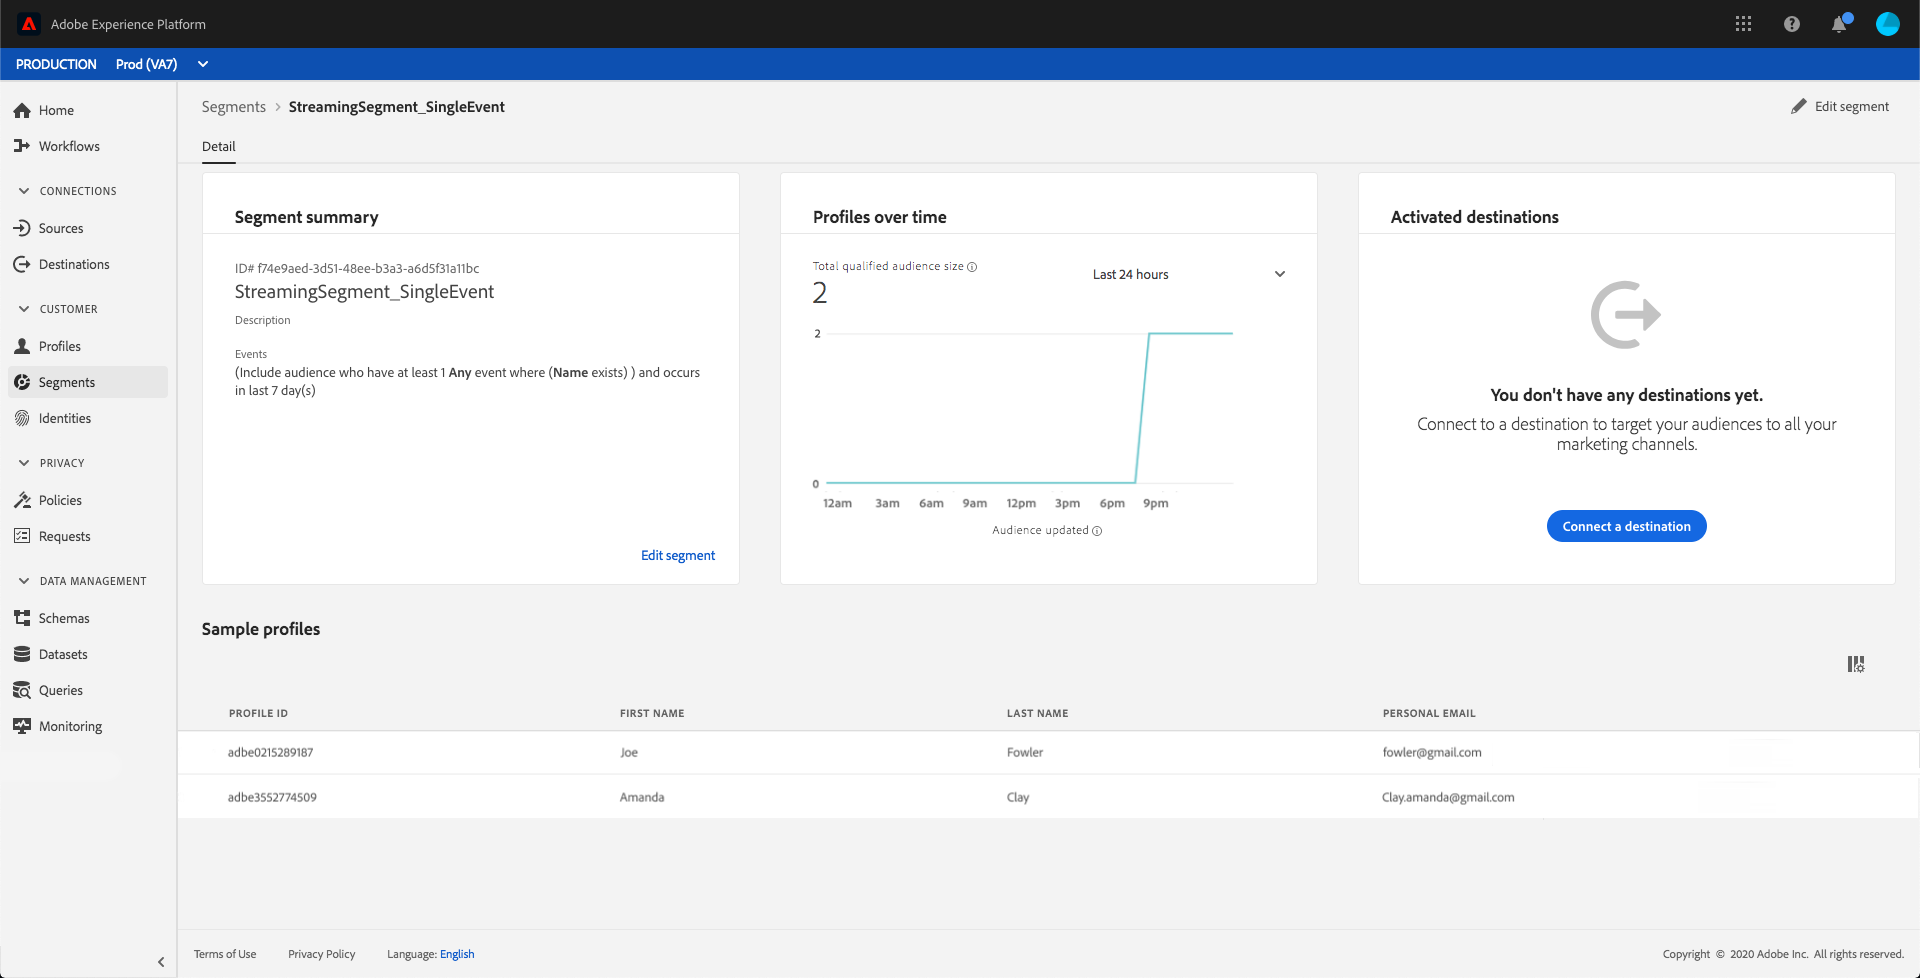 Adobe Experience Platform
PRODUCTION Prod (VA7)
Home
Workflows
CONNECTIONS
Sources
Destinations
CUSTOMER
Profiles
Segments
Identities
PRIVACY
Policies
Requests
DATA MANAGEMENT
Schemas
Datasets
Queries
Monitoring
Segments > StreamingSegment_SingleEvent
Edit segment
Detail
Segment summary
ID# f74e9aed-3d51-48ee-b3a3-a6d5f31a11bc
StreamingSegment_SingleEvent
Description
Events
(Include audience who have at least 1 Any event where (Name exists) ) and occurs
in last 7 day(s)
Edit segment
Profiles over time
Total qualified audience size
2
Last 24 hours
2
0
12am 3am 6am 9am 12pm 3pm 6pm 9pm
Audience updated
Activated destinations
You don't have any destinations yet.
Connect to a destination to target your audiences to all your
marketing channels.
Connect a destination
Sample profiles
PROFILE ID FIRST NAME LAST NAME PERSONAL EMAIL
adbe0215289187 Joe Fowler fowler@gmail.com
adbe3552774509 Amanda Clay Clay.amanda@gmail.com
Terms of Use Privacy Policy Language: English
Copyright © 2020 Adobe Inc. All rights reserved.